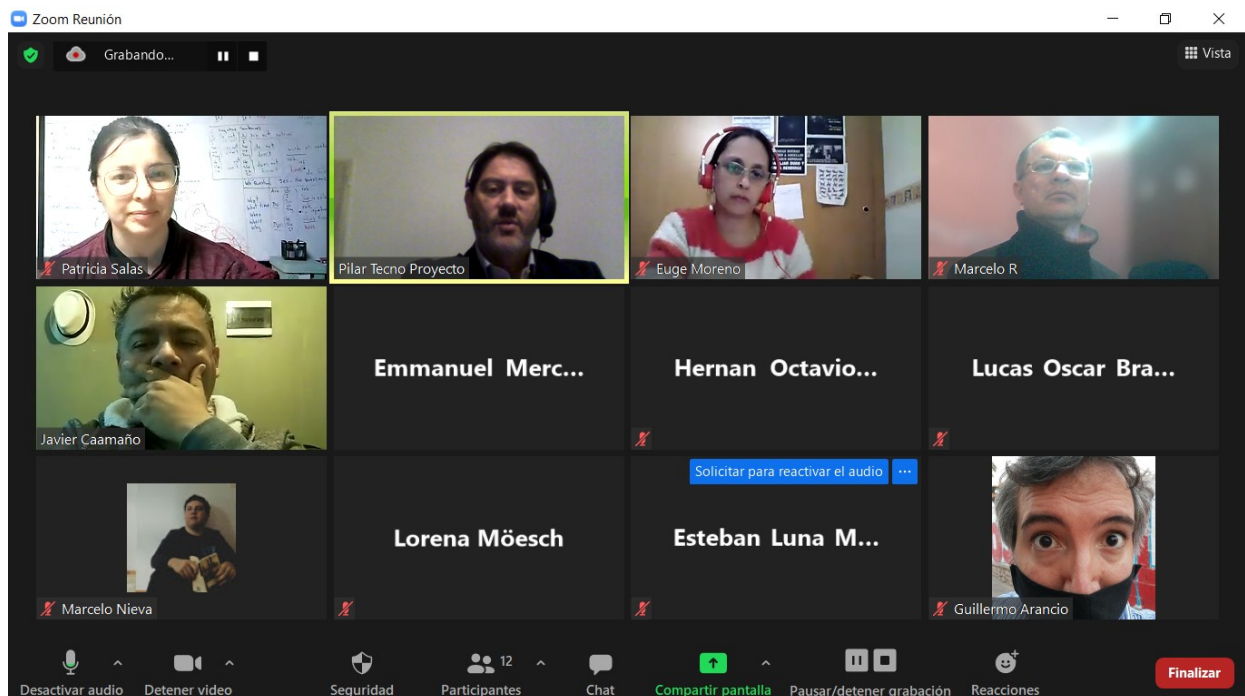 Zoom Reunión
Grabando...
Vista
Patricia Salas
Pilar Tecno Proyecto
Euge Moreno
Marcelo R
Javier Caamaño
Emmanuel Merc...
Hernan Octavio...
Lucas Oscar Bra...
Marcelo Nieva
Lorena Möesch
Solicitar para reactivar el audio ...
Esteban Luna M...
Guillermo Arancio
Desactivar audio
Detener video
Seguridad
12
Participantes
Chat
Compartir pantalla
Pausar/detener grabación
Reacciones
Finalizar